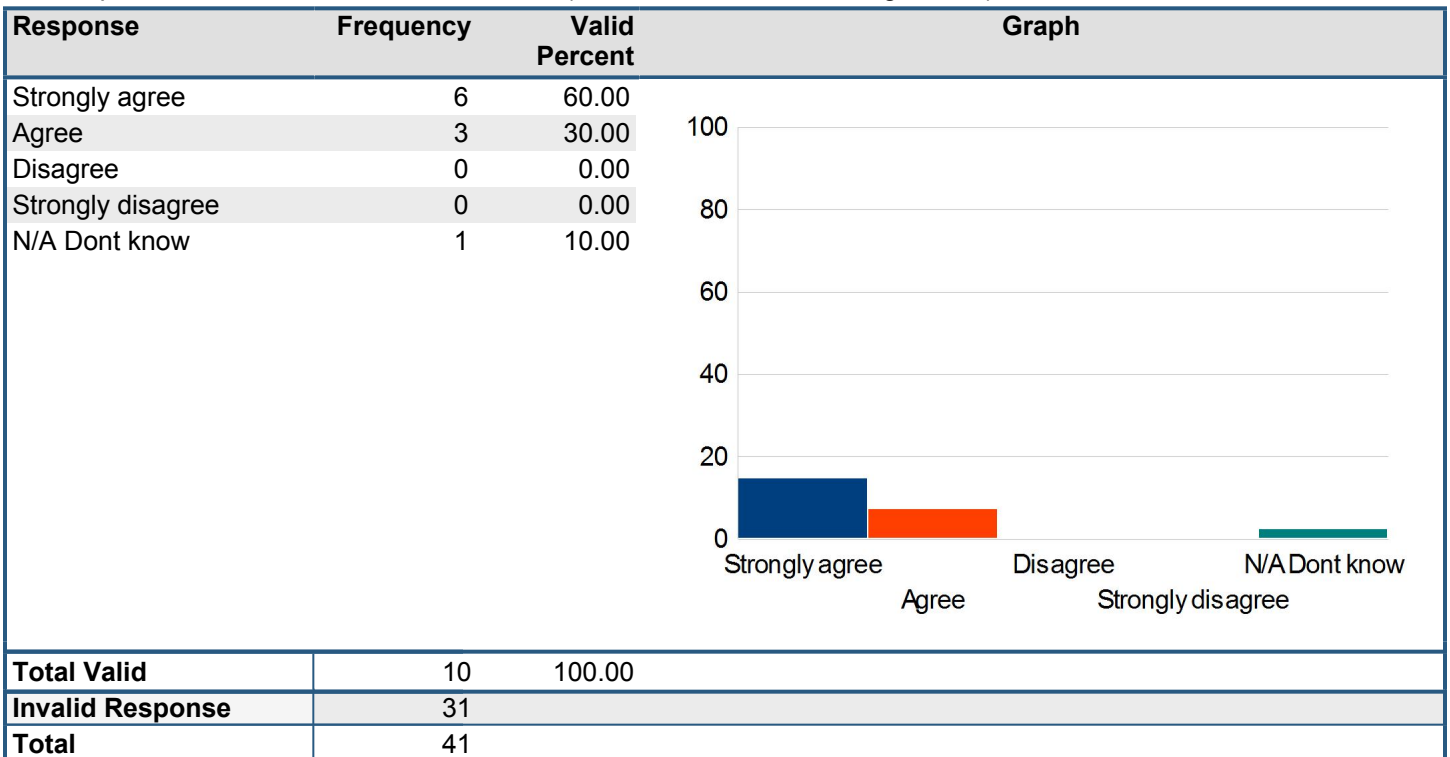 Response Frequency Valid Percent Graph
Strongly agree 6 60.00
Agree 3 30.00
Disagree 0 0.00
Strongly disagree 0 0.00
N/A Dont know 1 10.00
100
80
60
40
20
0
Strongly agree Disagree N/A Dont know
Agree Strongly disagree
Total Valid 10 100.00
Invalid Response 31
Total 41